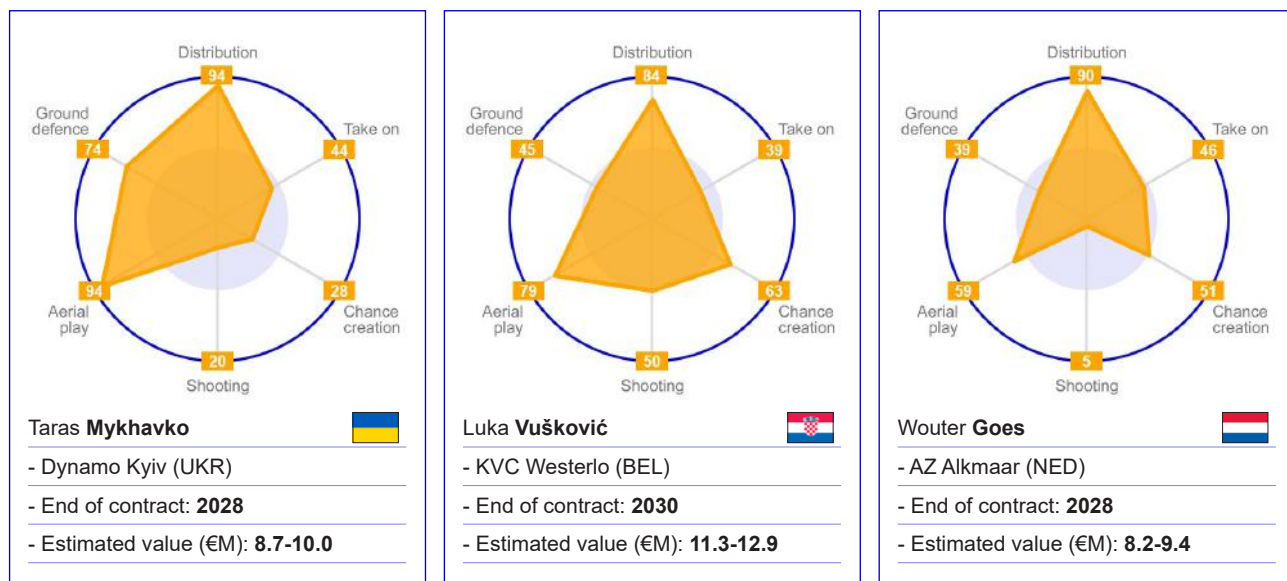 Distribution
94
Ground
defence
74
Take on
44
94
Aerial
play
28
Chance
creation
20
Shooting
Taras Mykhavko
- Dynamo Kyiv (UKR)
- End of contract: 2028
- Estimated value (€M): 8.7-10.0
Distribution
84
Ground
defence
45
Take on
39
79
Aerial
play
63
Chance
creation
50
Shooting
Luka Vušković
- KVC Westerlo (BEL)
- End of contract: 2030
- Estimated value (€M): 11.3-12.9
Distribution
90
Ground
defence
39
Take on
46
59
Aerial
play
51
Chance
creation
5
Shooting
Wouter Goes
- AZ Alkmaar (NED)
- End of contract: 2028
- Estimated value (€M): 8.2-9.4